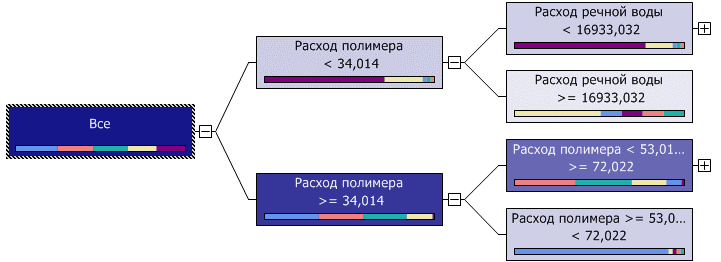 Все
Расход полимера
< 34,014
Расход полимера
>= 34,014
Расход речной воды
< 16933,032
Расход речной воды
>= 16933,032
Расход полимера < 53,01...
>= 72,022
Расход полимера >= 53,0...
< 72,022